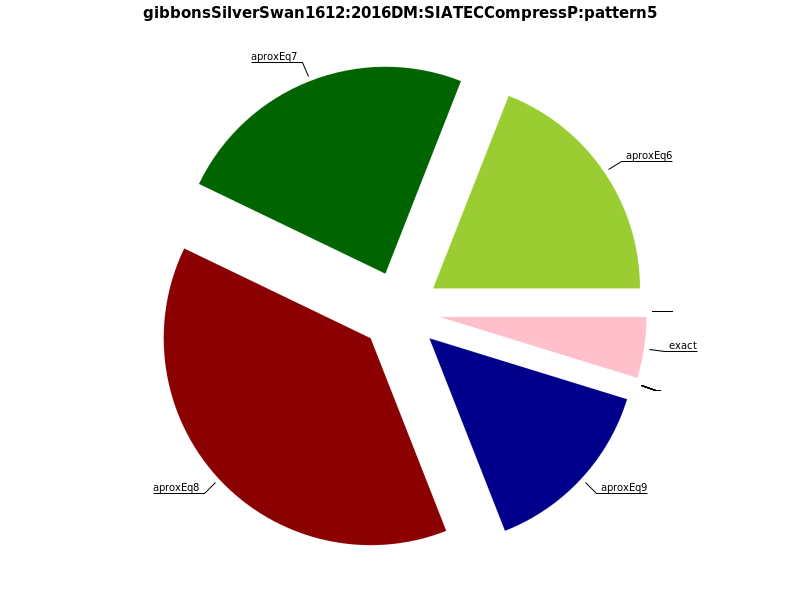 gibbonsSilverSwan1612:2016DM:SIATECCompressP:pattern5
aproxEq7
aproxEq6
exact
aproxEq8
aproxEq9